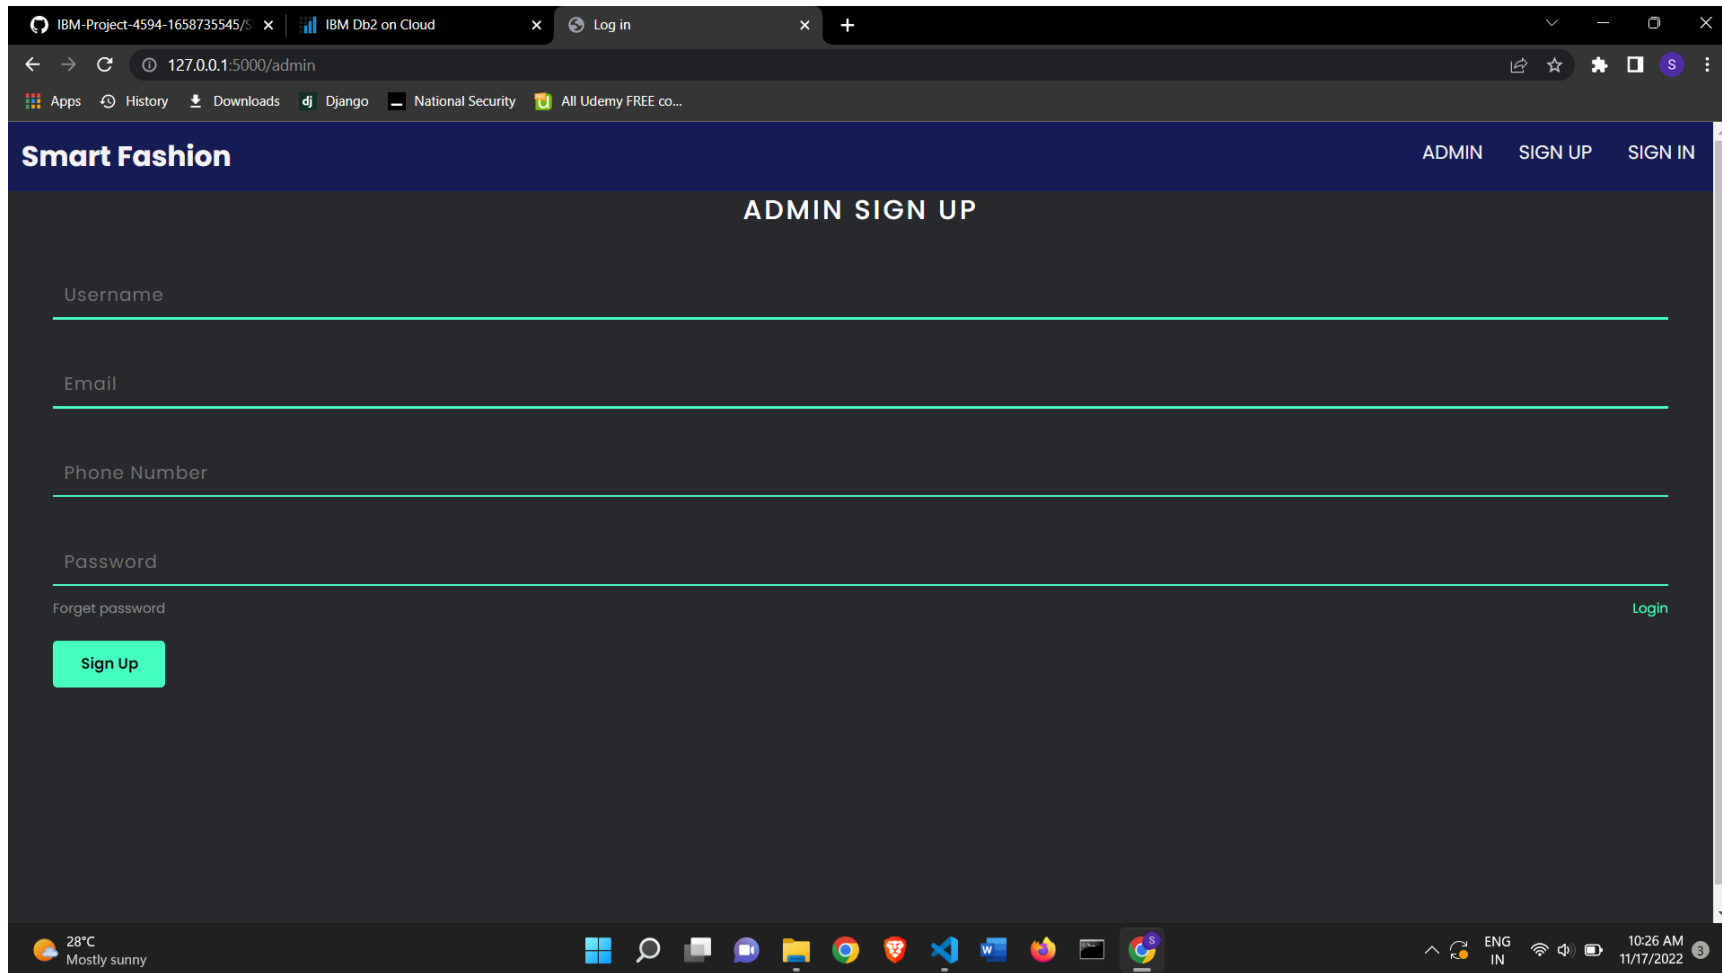 IBM-Project-4594-1658735545/S
IBM Db2 on Cloud
Log in
127.0.0.1:5000/admin
S
Apps
History
Downloads
dj Django
National Security
All Udemy FREE co...
Smart Fashion
ADMIN
SIGN UP
SIGN IN
ADMIN SIGN UP
Username
Email
Phone Number
Password
Forget password
Login
Sign Up
28°C
Mostly sunny
W
S
ENG
IN
10:26 AM
11/17/2022
3